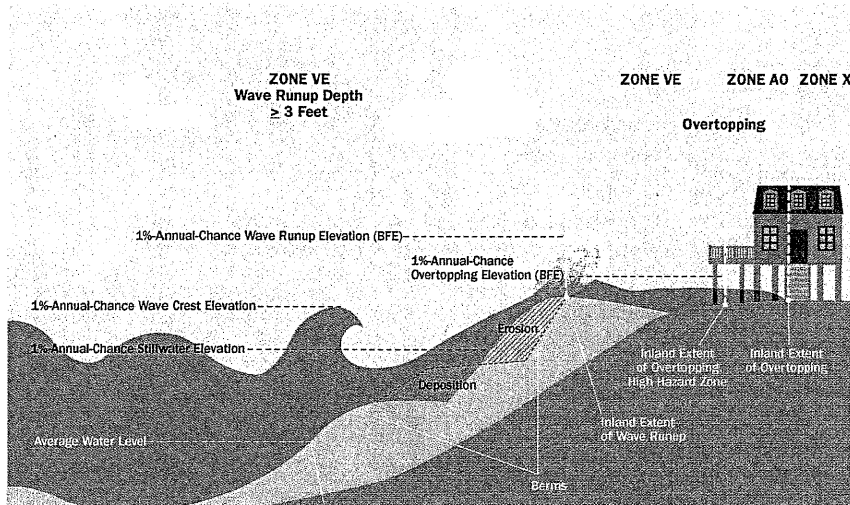 ZONE VE
Wave Runup Depth
≥ 3 Feet
ZONE VE
ZONE AO
ZONE X
Overtopping
1%-Annual-Chance Wave Runup Elevation (BFE)
1%-Annual-Chance
Overtopping Elevation (BFE)
1%-Annual-Chance Wave Crest Elevation
1%-Annual-Chance Stillwater Elevation
Erosion
Deposition
Inland Extent
of Overtopping
High Hazard Zone
Inland Extent
of Overtopping
Average Water Level
Inland Extent
of Wave Runup
Berms